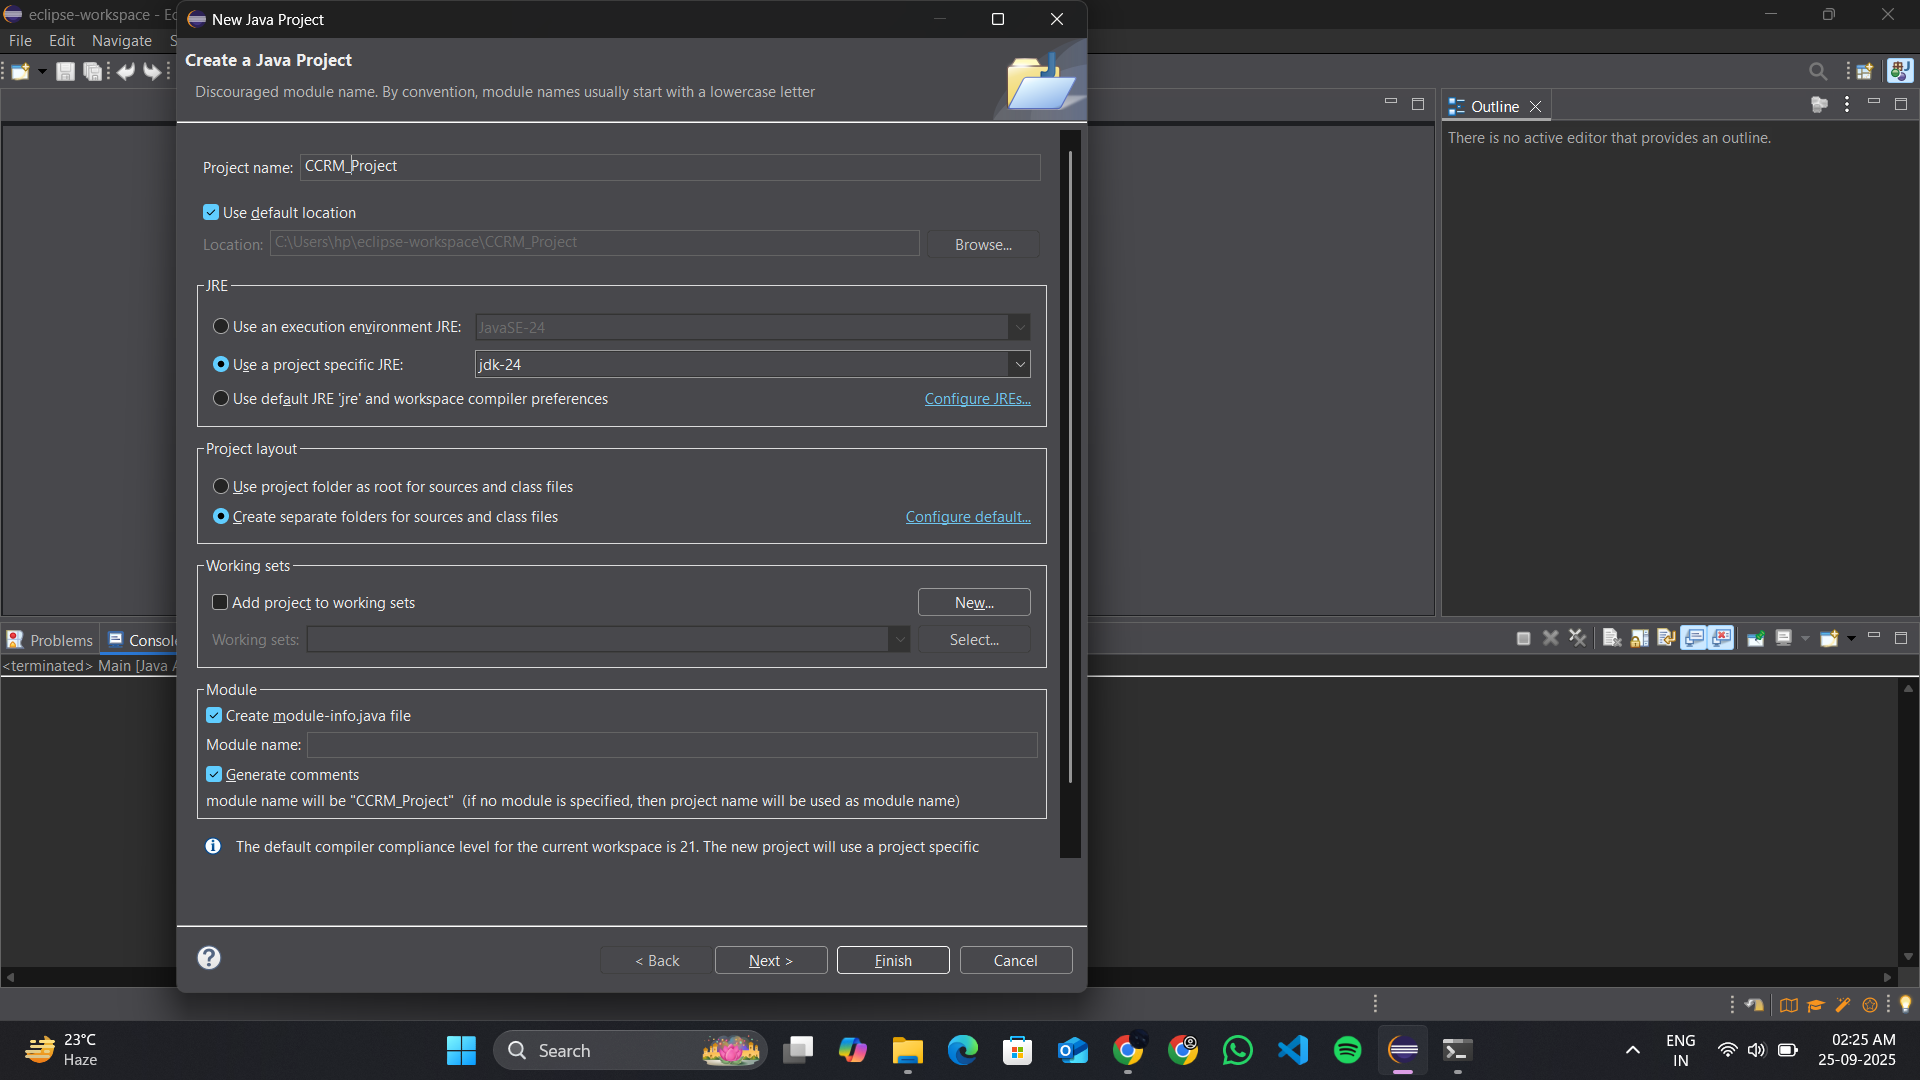 eclipse-workspace - Ec
New Java Project
File Edit Navigate S
Create a Java Project
Discouraged module name. By convention, module names usually start with a lowercase letter
Outline
There is no active editor that provides an outline.
Project name: CCRM_Project
Use default location
Location: C:\Users\hp\eclipse-workspace\CCRM_Project Browse...
JRE
Use an execution environment JRE: JavaSE-24
Use a project specific JRE: jdk-24
Use default JRE 'jre' and workspace compiler preferences Configure JREs...
Project layout
Use project folder as root for sources and class files
Create separate folders for sources and class files Configure default...
Working sets
Add project to working sets New...
Working sets: Select...
Problems Consol
<terminated> Main [Java A
Module
Create module-info.java file
Module name:
Generate comments
module name will be "CCRM_Project" (if no module is specified, then project name will be used as module name)
The default compiler compliance level for the current workspace is 21. The new project will use a project specific
< Back Next > Finish Cancel
23°C
Haze
Search
ENG
IN
02:25 AM
25-09-2025